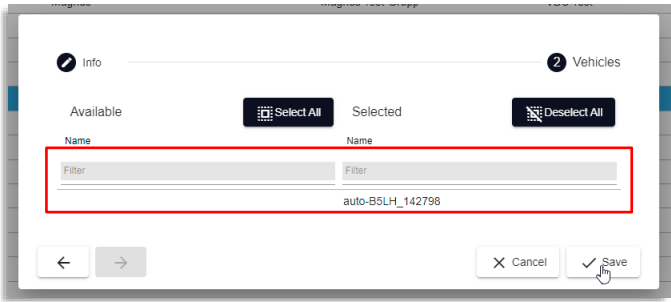 Magnus Magnus Test Grupp VBG Test
Info 2 Vehicles
Available Select All Selected Deselect All
Name Name
Filter Filter
auto-B5LH_142798
Cancel Save